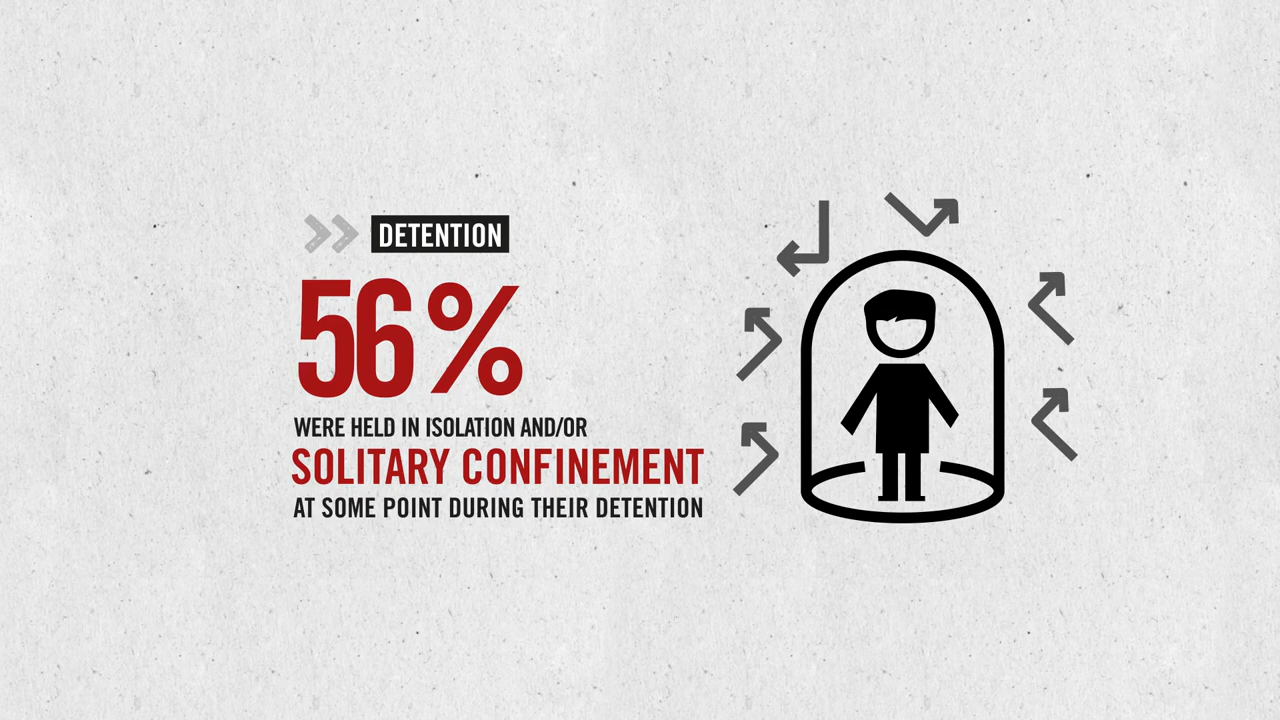 DETENTION
56%
WERE HELD IN ISOLATION AND/OR
SOLITARY CONFINEMENT
AT SOME POINT DURING THEIR DETENTION